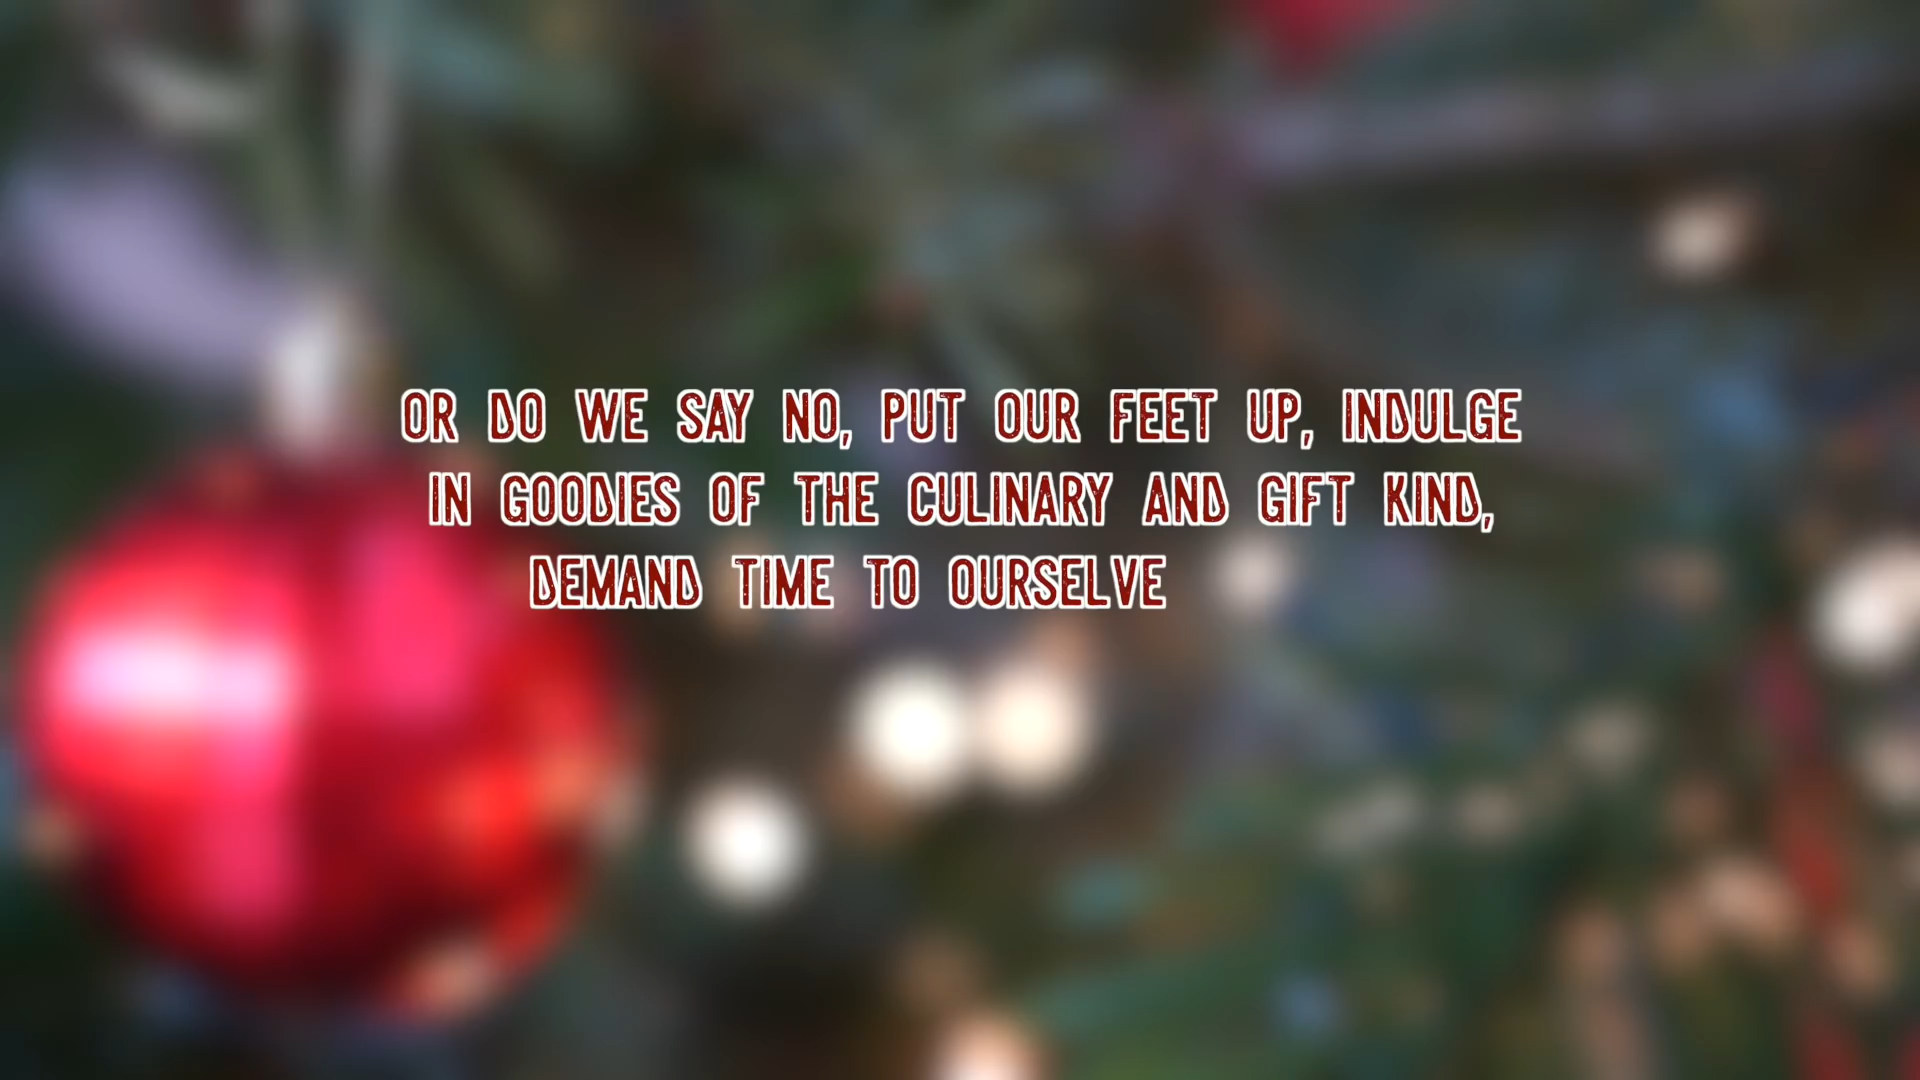 OR DO WE SAY NO, PUT OUR FEET UP, INDULGE
IN GOODIES OF THE CULINARY AND GIFT KIND,
DEMAND TIME TO OURSELVE